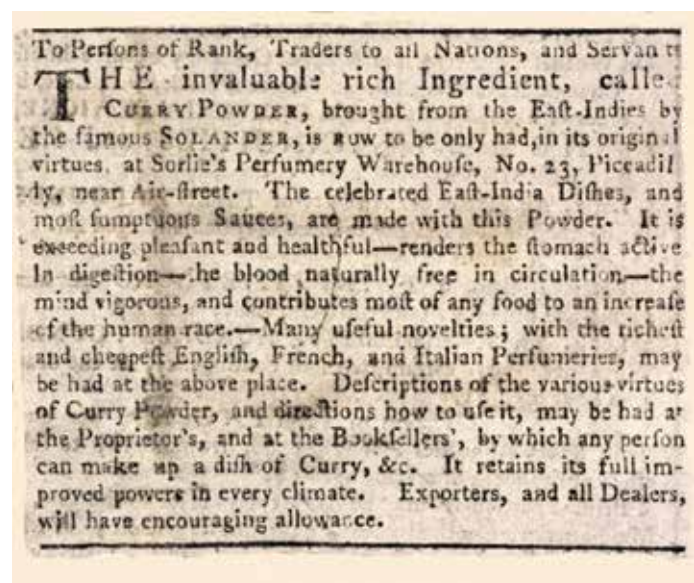 To Perſons of Rank, Traders to all Nations, and Servants
THE invaluable rich Ingredient, called
CURRY POWDER, brought from the Eaſt-Indies by
the famous SOLANDER, is now to be only had, in its original
virtues, at Sorlie's Perfumery Warehouſe, No. 23, Piccadil
ly, near Air-ſtreet. The celebrated Eaſt-India Diſhes, and
moſt ſumptuous Sauces, are made with this Powder. It is
exceeding pleaſant and healthful—renders the ſtomach active
in digeſtion—the blood naturally free in circulation—the
mind vigorous, and contributes moſt of any food to an increaſe
of the human race.—Many uſeful novelties; with the richeſt
and cheapeſt Engliſh, French, and Italian Perfumeries, may
be had at the above place. Deſcriptions of the various virtues
of Curry Powder, and directions how to uſe it, may be had at
the Proprietor's, and at the Bookſellers', by which any perſon
can make up a diſh of Curry, &c. It retains its full im-
proved powers in every climate. Exporters, and all Dealers,
will have encouraging allowance.